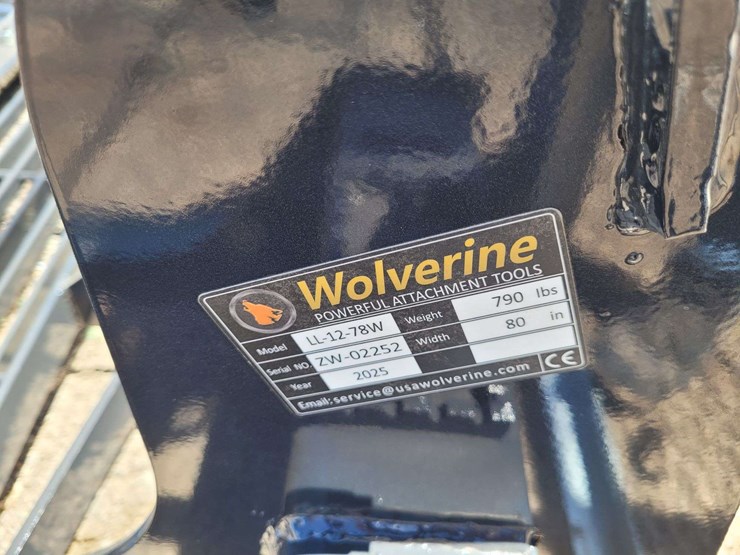 Wolverine
POWERFUL ATTACHMENT TOOLS
Model LL-12-78W Weight 790 lbs
Serial NO. ZW-02252 Width 80 in
Year 2025
Email: service@usawolverine.com CE